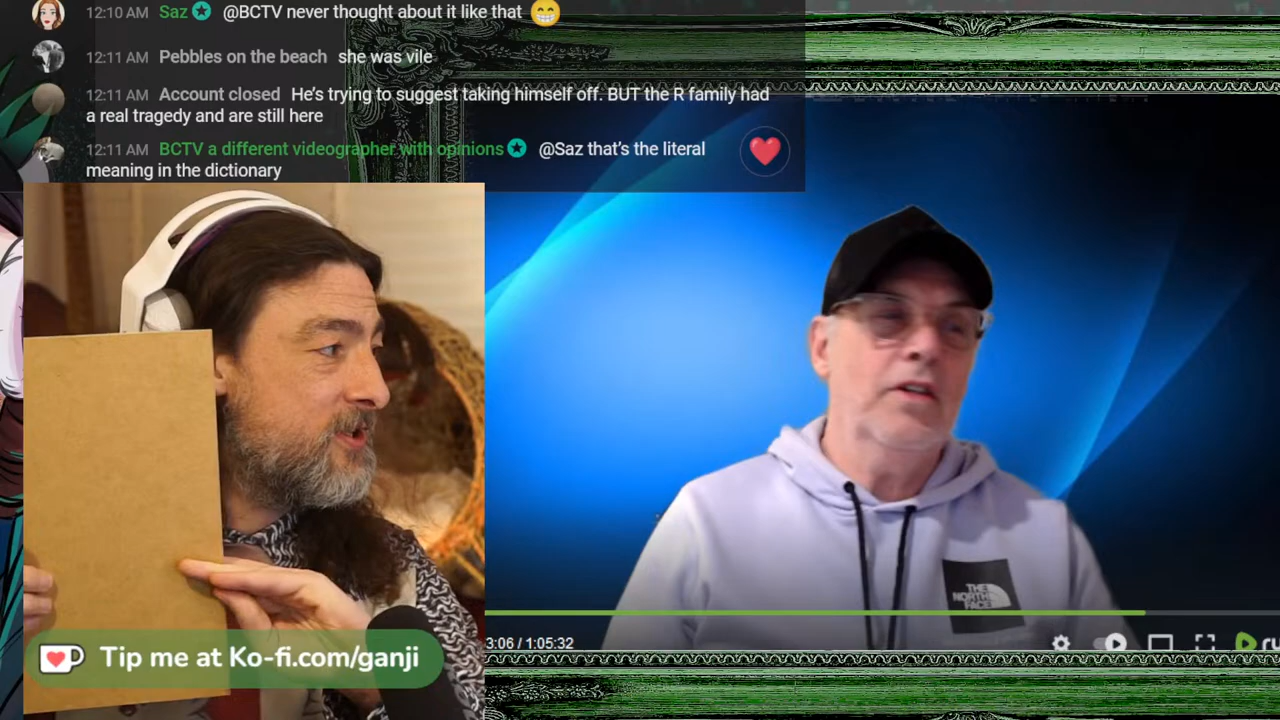 12:10 AM Saz @BCTV never thought about it like that
12:11 AM Pebbles on the beach she was vile
12:11 AM Account closed He's trying to suggest taking himself off. BUT the R family had
a real tragedy and are still here
12:11 AM BCTV a different videographer with opinions @Saz that's the literal
meaning in the dictionary
THE
NORTH
FACE
3:06 / 1:05:32
Tip me at Ko-fi.com/ganji